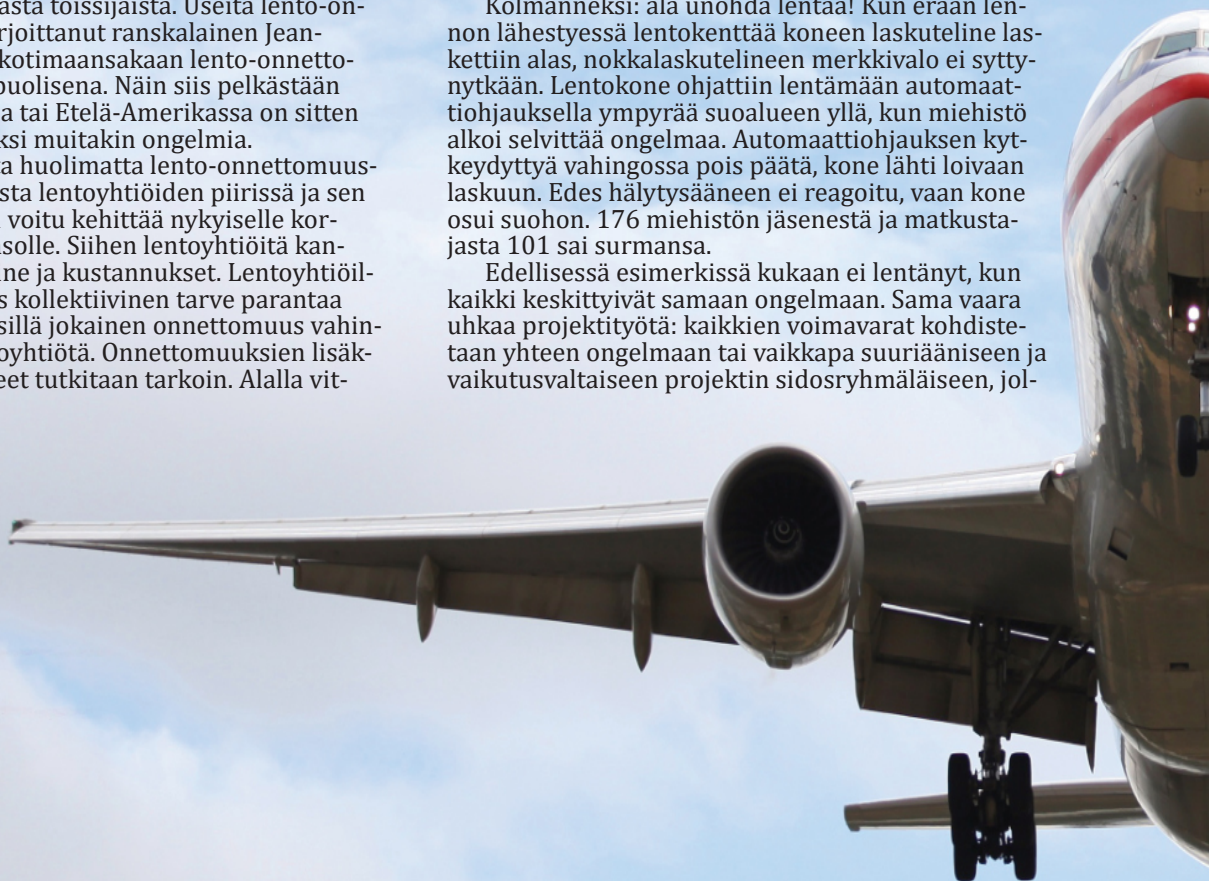 asta toissijaista. Useita lento-on-
rjoittanut ranskalainen Jean-
kotimaansakaan lento-onnetto-
puolisena. Näin siis pelkästään
a tai Etelä-Amerikassa on sitten
ksi muitakin ongelmia.
ta huolimatta lento-onnettomuus-
sta lentoyhtiöiden piirissä ja sen
voitu kehittää nykyiselle kor-
solle. Siihen lentoyhtiöitä kan-
ne ja kustannukset. Lentoyhtiöil-
s kollektiivinen tarve parantaa
sillä jokainen onnettomuus vahin-
oyhtiötä. Onnettomuuksien lisäk-
eet tutkitaan tarkoin. Alalla vit-
Kolmanneksi: älä unohda lentää! Kun erään len-
non lähestyessä lentokenttää koneen laskuteline las-
kettiin alas, nokkalaskutelineen merkkivalo ei sytty-
nytkään. Lentokone ohjattiin lentämään automaat-
tiohjauksella ympyrää suoalueen yllä, kun miehistö
alkoi selvittää ongelmaa. Automaattiohjauksen kyt-
keydyttyä vahingossa pois päätä, kone lähti loivaan
laskuun. Edes hälytysääneen ei reagoitu, vaan kone
osui suohon. 176 miehistön jäsenestä ja matkusta-
jasta 101 sai surmansa.
Edellisessä esimerkissä kukaan ei lentänyt, kun
kaikki keskittyivät samaan ongelmaan. Sama vaara
uhkaa projektityötä: kaikkien voimavarat kohdiste-
taan yhteen ongelmaan tai vaikkapa suuriääniseen ja
vaikutusvaltaiseen projektin sidosryhmäläiseen, jol-